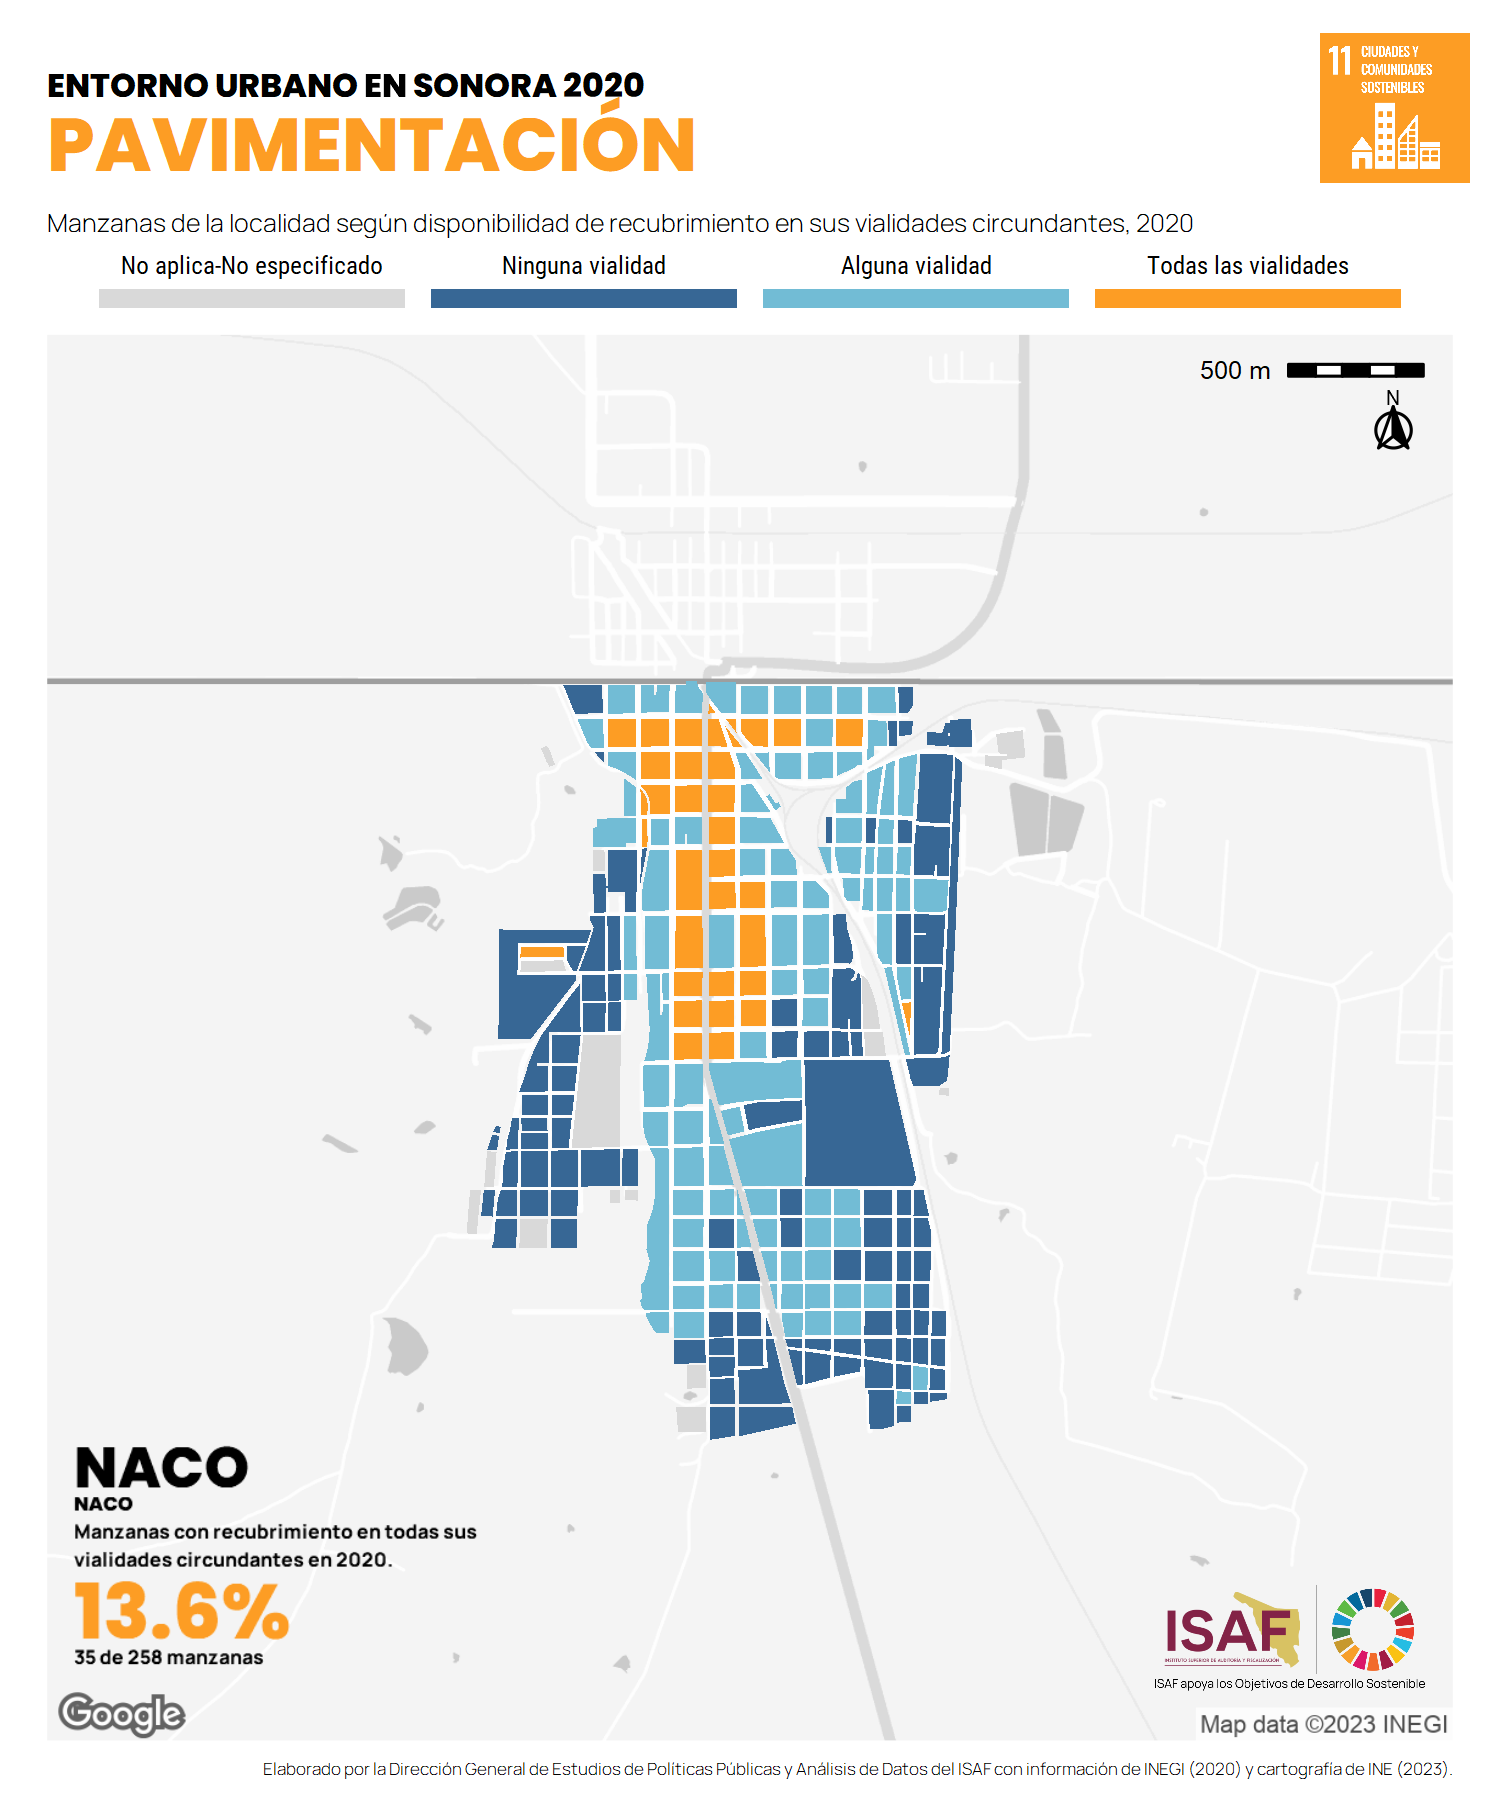 ENTORNO URBANO EN SONORA 2020
PAVIMENTACIÓN
11 CIUDADES Y
COMUNIDADES
SOSTENIBLES
Manzanas de la localidad según disponibilidad de recubrimiento en sus vialidades circundantes, 2020
No aplica-No especificado
Ninguna vialidad
Alguna vialidad
Todas las vialidades
500 m
N
NACO
NACO
Manzanas con recubrimiento en todas sus
vialidades circundantes en 2020.
13.6%
35 de 258 manzanas
ISAF
INSTITUTO SUPERIOR DE AUDITORÍA Y FISCALIZACIÓN
ISAF apoya los Objetivos de Desarrollo Sostenible
Google
Map data ©2023 INEGI
Elaborado por la Dirección General de Estudios de Políticas Públicas y Análisis de Datos del ISAF con información de INEGI (2020) y cartografía de INE (2023).